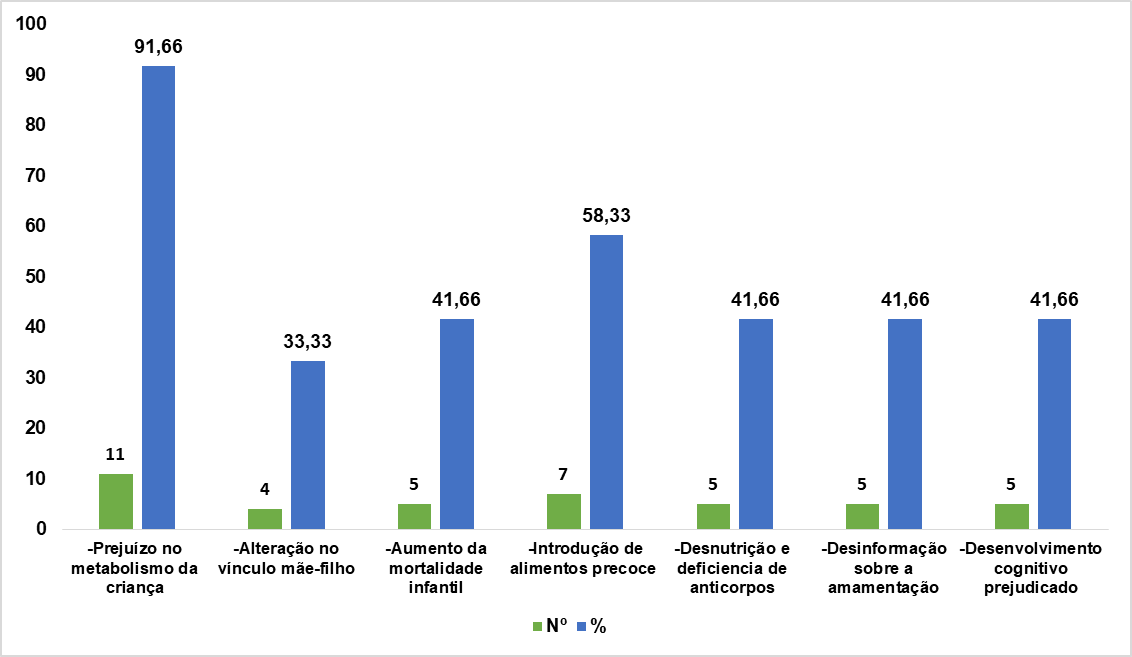 100
90
80
70
60
50
40
30
20
10
0
91,66
11
33,33
4
41,66
5
58,33
7
41,66
5
41,66
5
41,66
5
-Prejuízo no
metabolismo da
criança
-Alteração no
vínculo mãe-filho
-Aumento da
mortalidade
infantil
-Introdução de
alimentos precoce
-Desnutrição e
deficiencia de
anticorpos
-Desinformação
sobre a
amamentação
-Desenvolvimento
cognitivo
prejudicado
Nº %